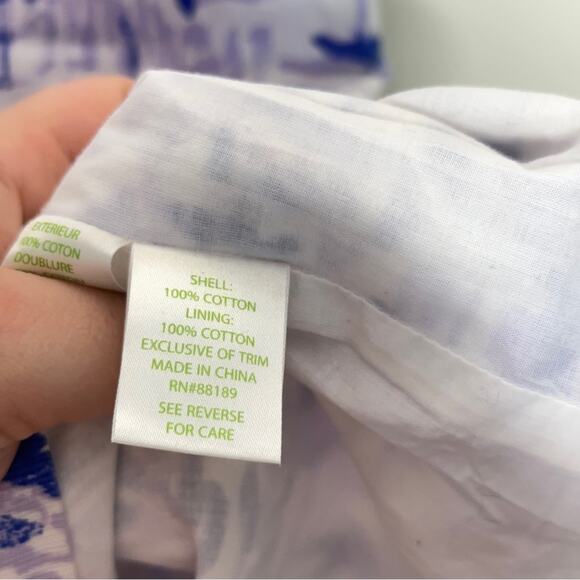 EXTERIEUR
100% COTON
DOUBLURE
SHELL:
100% COTTON
LINING:
100% COTTON
EXCLUSIVE OF TRIM
MADE IN CHINA
RN#88189
SEE REVERSE
FOR CARE